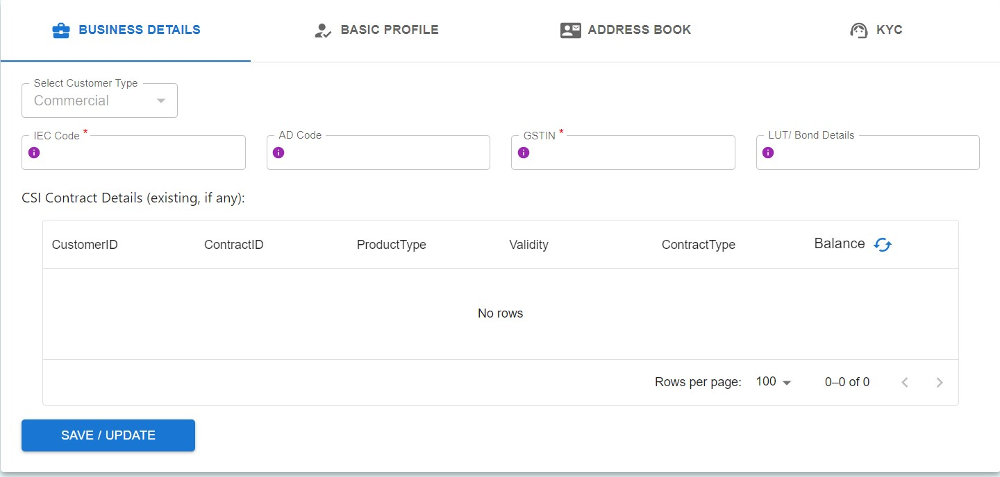 BUSINESS DETAILS
BASIC PROFILE
ADDRESS BOOK
KYC
Select Customer Type
Commercial
IEC Code *
AD Code
GSTIN *
LUT/ Bond Details
CSI Contract Details (existing, if any):
CustomerID ContractID ProductType Validity ContractType Balance
No rows
Rows per page: 100 0–0 of 0
SAVE / UPDATE